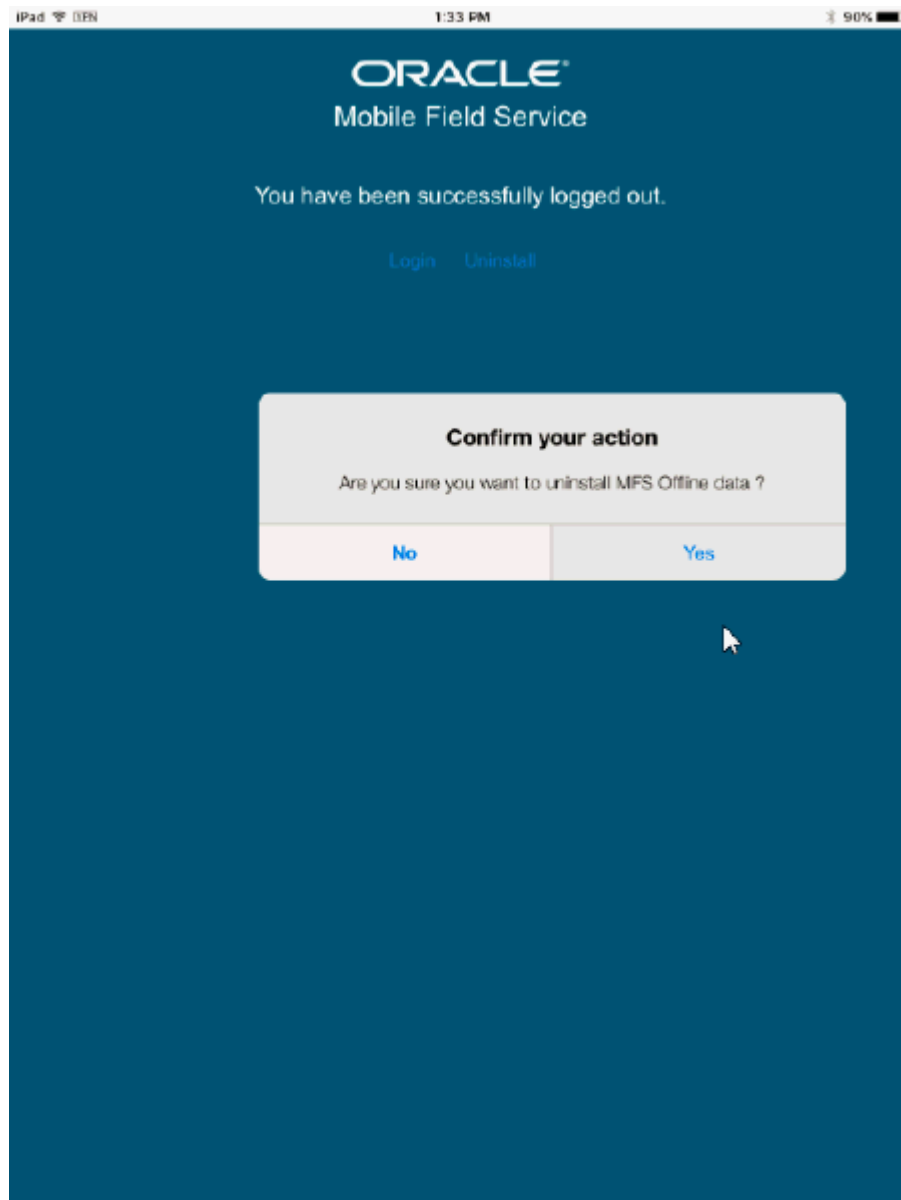 iPad 1:33 PM 90%
ORACLE®
Mobile Field Service
You have been successfully logged out.
Login Uninstall
Confirm your action
Are you sure you want to uninstall MFS Offline data ?
No Yes